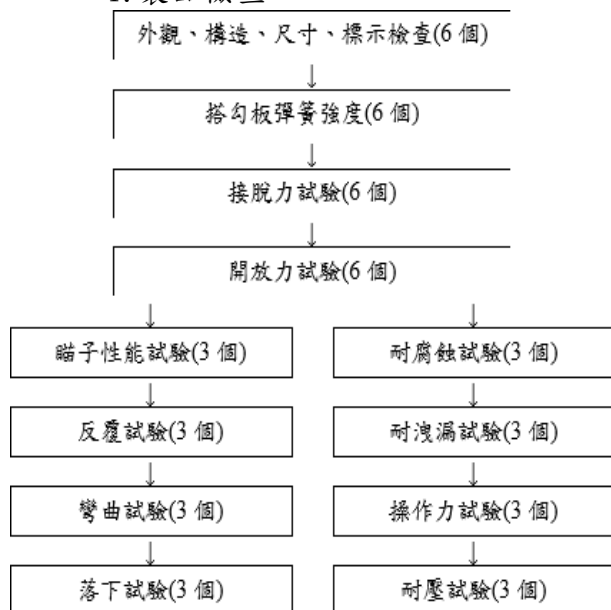 外觀、構造、尺寸、標示檢查(6 個)
搭勾板彈簧強度(6 個)
接脫力試驗(6 個)
開放力試驗(6 個)
瞄子性能試驗(3 個)
耐腐蝕試驗(3 個)
反覆試驗(3 個)
耐洩漏試驗(3 個)
彎曲試驗(3 個)
操作力試驗(3 個)
落下試驗(3 個)
耐壓試驗(3 個)